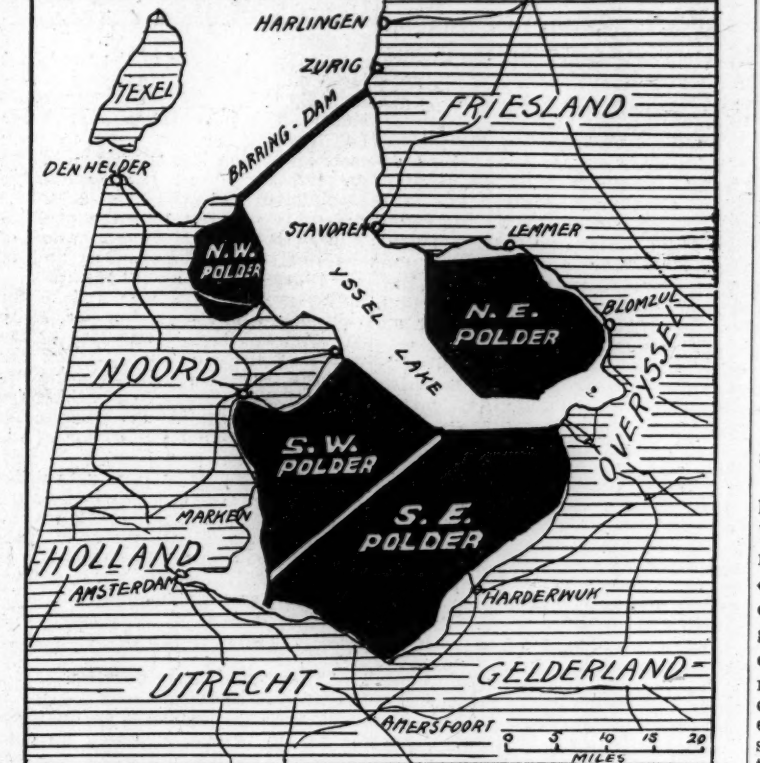 HARLINGEN
ZURIG
TEXEL
FRIESLAND
BARRING-DAM
DEN HELDER
STAVOREN
LEMMER
N.W.
POLDER
YSSEL LAKE
N. E.
POLDER
BLOMZUL
NOORD
OVERYSSEL
S.W.
POLDER
MARKEN
S. E.
POLDER
HOLLAND
AMSTERDAM
HARDERWIJK
UTRECHT
GELDERLAND
AMERSFOORT
0 5 10 15 20
MILES